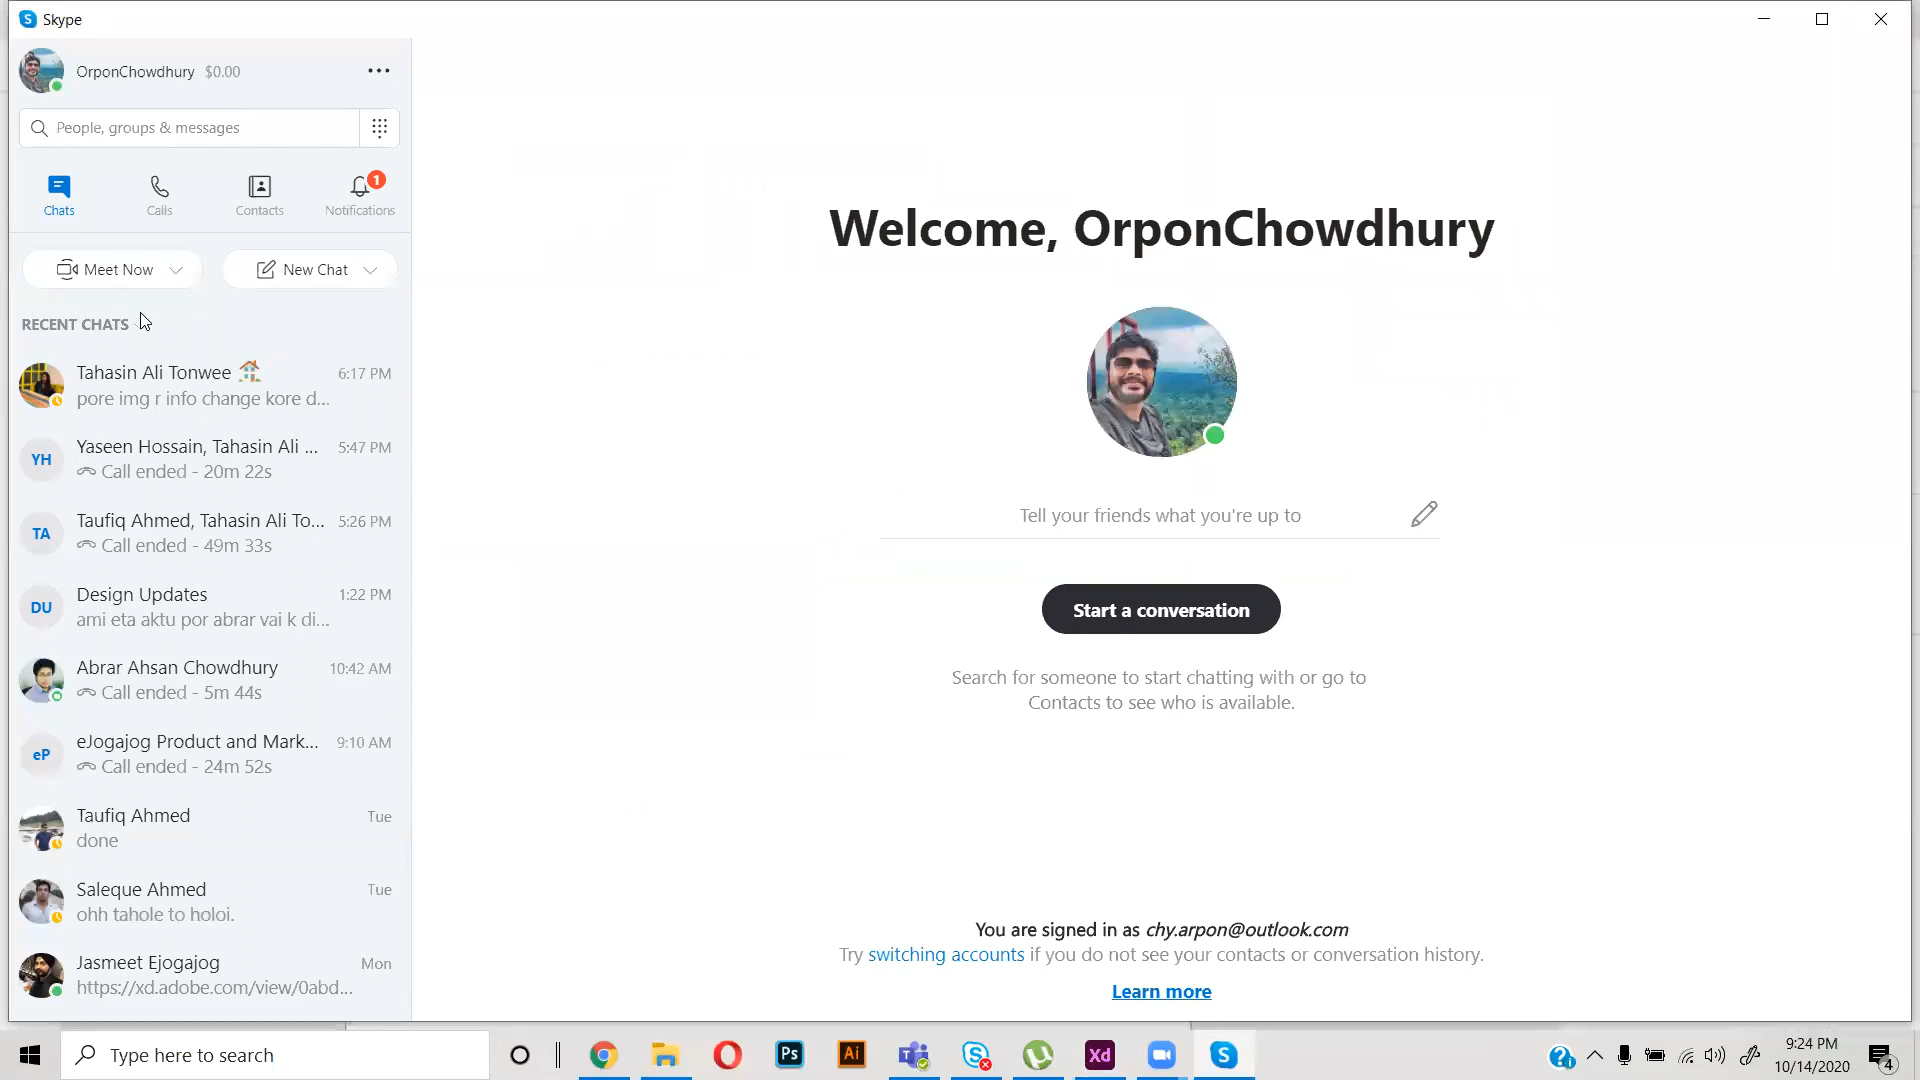 Skype
OrponChowdhury $0.00
People, groups & messages
Chats
Calls
Contacts
1
Notifications
Meet Now
New Chat
RECENT CHATS
Tahasin Ali Tonwee 6:17 PM
pore img r info change kore d...
YH
Yaseen Hossain, Tahasin Ali ... 5:47 PM
Call ended - 20m 22s
TA
Taufiq Ahmed, Tahasin Ali To... 5:26 PM
Call ended - 49m 33s
DU
Design Updates 1:22 PM
ami eta aktu por abrar vai k di...
Abrar Ahsan Chowdhury 10:42 AM
Call ended - 5m 44s
eP
eJogajog Product and Mark... 9:10 AM
Call ended - 24m 52s
Taufiq Ahmed Tue
done
Saleque Ahmed Tue
ohh tahole to holoi.
Jasmeet Ejogajog Mon
https://xd.adobe.com/view/0abd...
Welcome, OrponChowdhury
Tell your friends what you're up to
Start a conversation
Search for someone to start chatting with or go to
Contacts to see who is available.
You are signed in as chy.arpon@outlook.com
Try switching accounts if you do not see your contacts or conversation history.
Learn more
Type here to search
Ps
Ai
Xd
9:24 PM
10/14/2020
4